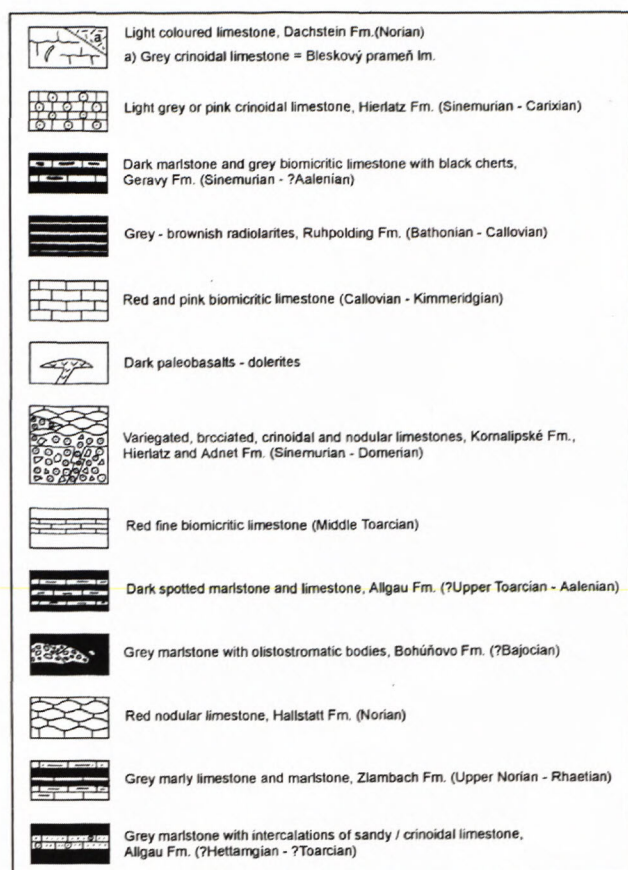 a
Light coloured limestone, Dachstein Fm.(Norian)
a) Grey crinoidal limestone = Bleskový prameň lm.
Light grey or pink crinoidal limestone, Hierlatz Fm. (Sinemurian - Carixian)
Dark marlstone and grey biomicritic limestone with black cherts,
Geravy Fm. (Sinemurian - ?Aalenian)
Grey - brownish radiolarites, Ruhpolding Fm. (Bathonian - Callovian)
Red and pink biomicritic limestone (Callovian - Kimmeridgian)
Dark paleobasalts - dolerites
Variegated, brcciated, crinoidal and nodular limestones, Kornalipské Fm.,
Hierlatz and Adnet Fm. (Sinemurian - Domerian)
Red fine biomicritic limestone (Middle Toarcian)
Dark spotted marlstone and limestone, Allgau Fm. (?Upper Toarcian - Aalenian)
Grey marlstone with olistostromatic bodies, Bohúňovo Fm. (?Bajocian)
Red nodular limestone, Hallstatt Fm. (Norian)
Grey marly limestone and marlstone, Zlambach Fm. (Upper Norian - Rhaetian)
Grey marlstone with intercalations of sandy / crinoidal limestone,
Allgau Fm. (?Hettamgian - ?Toarcian)